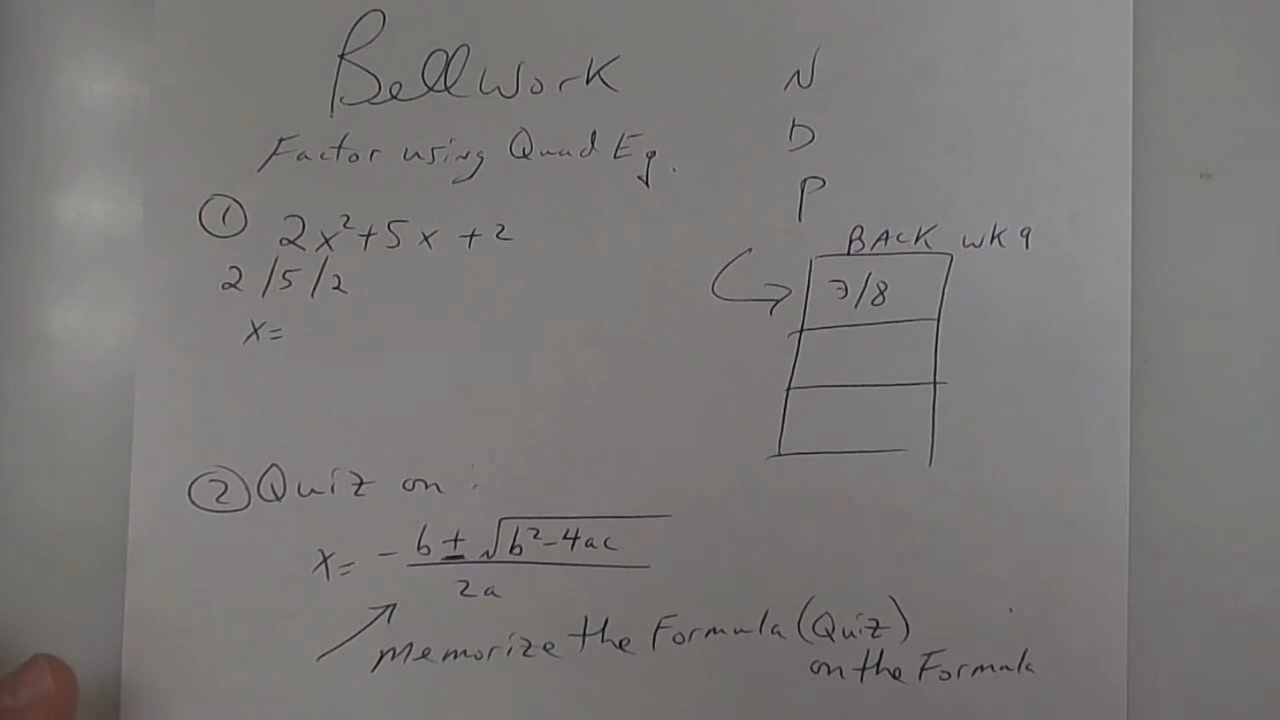 Bellwork
Factor using Quad Eq.
N
D
P
① 2x²+5x+2
2/5/2
x=
BACK WK 9
3/8
② Quiz on :
x = -b ± √b²-4ac
2a
Memorize the Formula (Quiz)
on the Formula